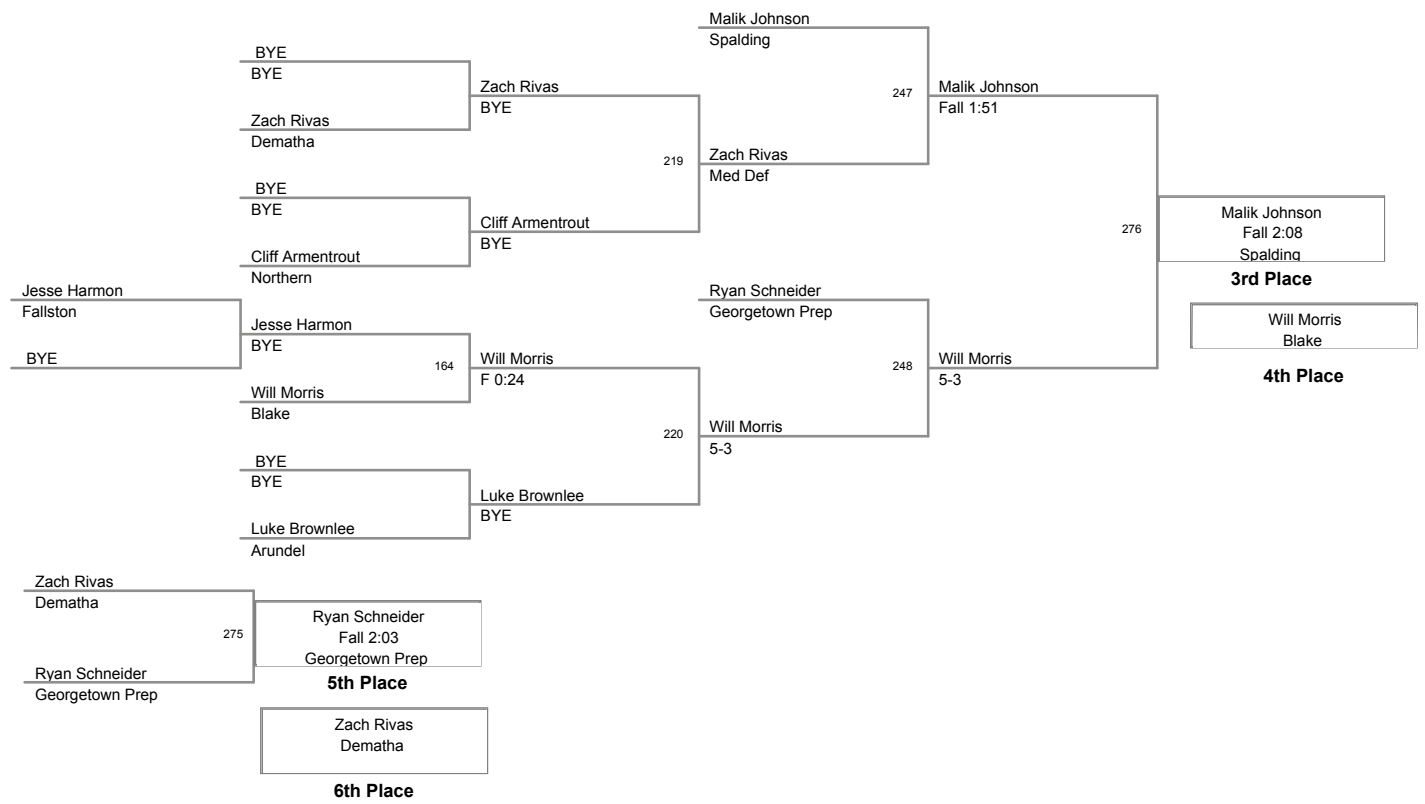 Malik Johnson
Spalding
BYE
BYE
Zach Rivas
BYE
247
Malik Johnson
Fall 1:51
Zach Rivas
Dematha
219
Zach Rivas
Med Def
BYE
BYE
Cliff Armentrout
BYE
276
Malik Johnson
Fall 2:08
Spalding
3rd Place
Cliff Armentrout
Northern
Jesse Harmon
Fallston
Ryan Schneider
Georgetown Prep
Will Morris
Blake
4th Place
Jesse Harmon
BYE
BYE
164
Will Morris
F 0:24
248
Will Morris
5-3
Will Morris
Blake
220
Will Morris
5-3
BYE
BYE
Luke Brownlee
BYE
Luke Brownlee
Arundel
Zach Rivas
Dematha
275
Ryan Schneider
Fall 2:03
Georgetown Prep
5th Place
Ryan Schneider
Georgetown Prep
Zach Rivas
Dematha
6th Place